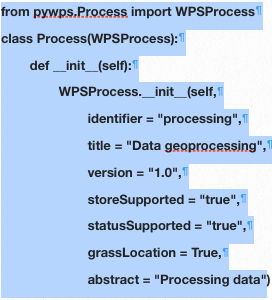 from pywps.Process import WPSProcess¶
class Process(WPSProcess):¶
def __init__(self):¶
WPSProcess.__init__(self,¶
identifier = "processing",¶
title = "Data geoprocessing",¶
version = "1.0",¶
storeSupported = "true",¶
statusSupported = "true",¶
grassLocation = True,¶
abstract = "Processing data")